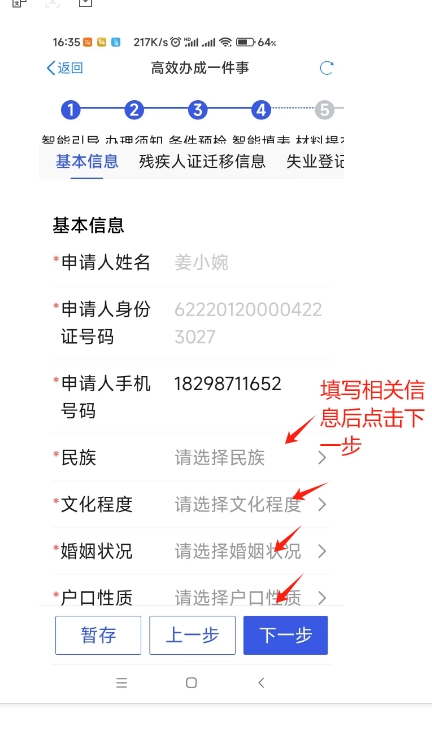 16:35 217K/s 64%
返回 高效办成一件事
1 2 3 4 5
智能引导 办理须知 条件预检 智能填表 材料提
基本信息 残疾人证迁移信息 失业登记
基本信息
*申请人姓名 姜小婉
*申请人身份证号码 62220120000422
3027
*申请人手机号码 18298711652
填写相关信
息后点击下
一步
*民族 请选择民族
*文化程度 请选择文化程度
*婚姻状况 请选择婚姻状况
*户口性质 请选择户口性质
暂存 上一步 下一步